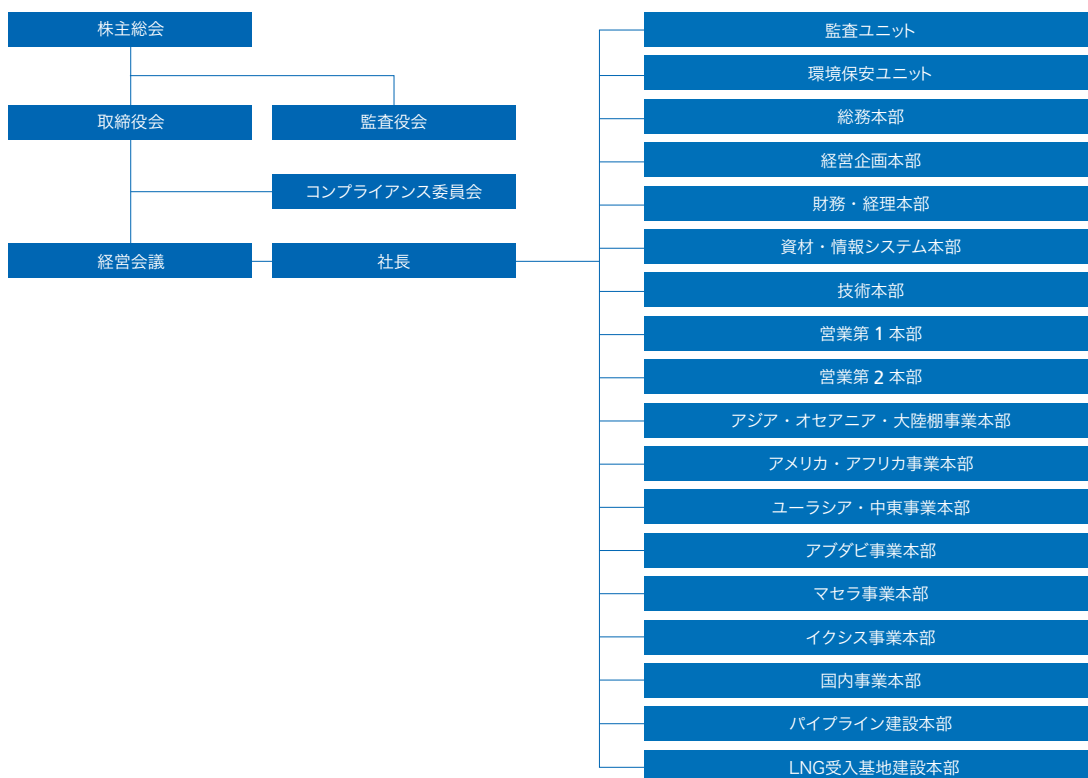 株主総会
取締役会
監査役会
コンプライアンス委員会
経営会議
社長
監査ユニット
環境保安ユニット
総務本部
経営企画本部
財務・経理本部
資材・情報システム本部
技術本部
営業第 1 本部
営業第 2 本部
アジア・オセアニア・大陸棚事業本部
アメリカ・アフリカ事業本部
ユーラシア・中東事業本部
アブダビ事業本部
マセラ事業本部
イクシス事業本部
国内事業本部
パイプライン建設本部
LNG受入基地建設本部